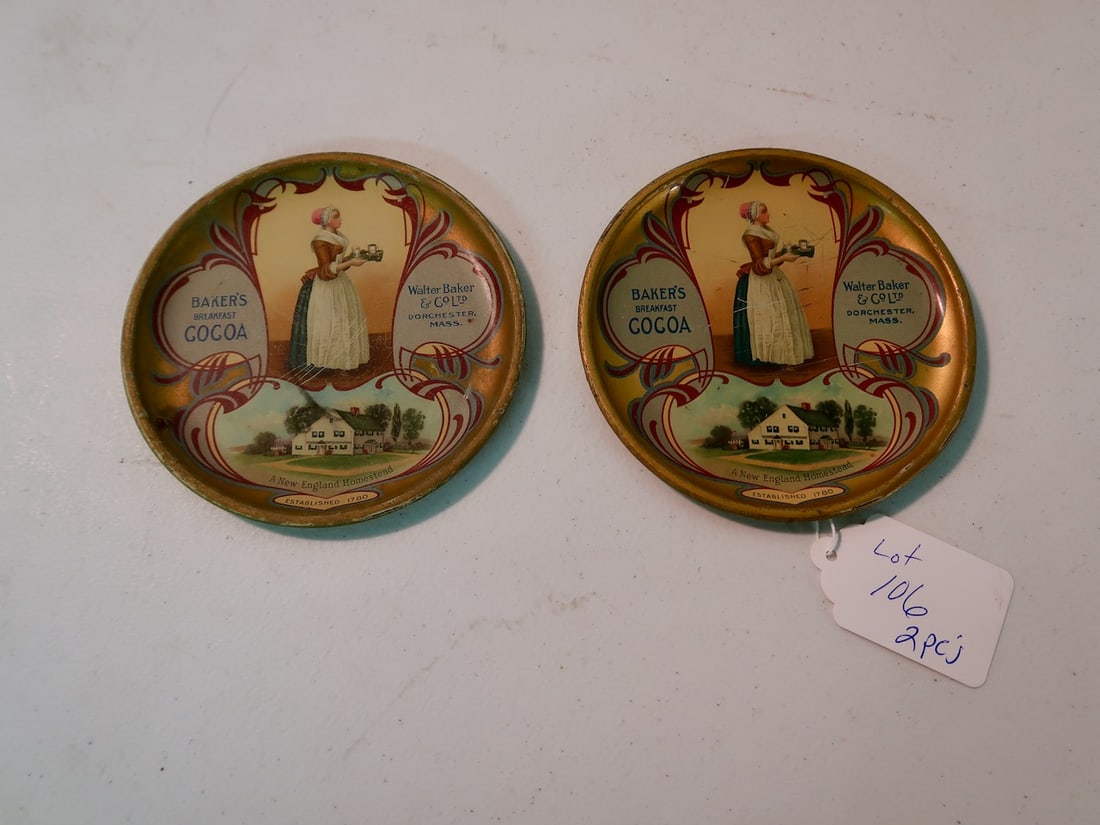 BAKER'S
BREAKFAST
COCOA
Walter Baker
& Co LTD
DORCHESTER,
MASS.
A New England Homestead
ESTABLISHED 1780
BAKER'S
BREAKFAST
COCOA
Walter Baker
& Co LTD
DORCHESTER,
MASS.
A New England Homestead
ESTABLISHED 1780
Lot
106
2pc's